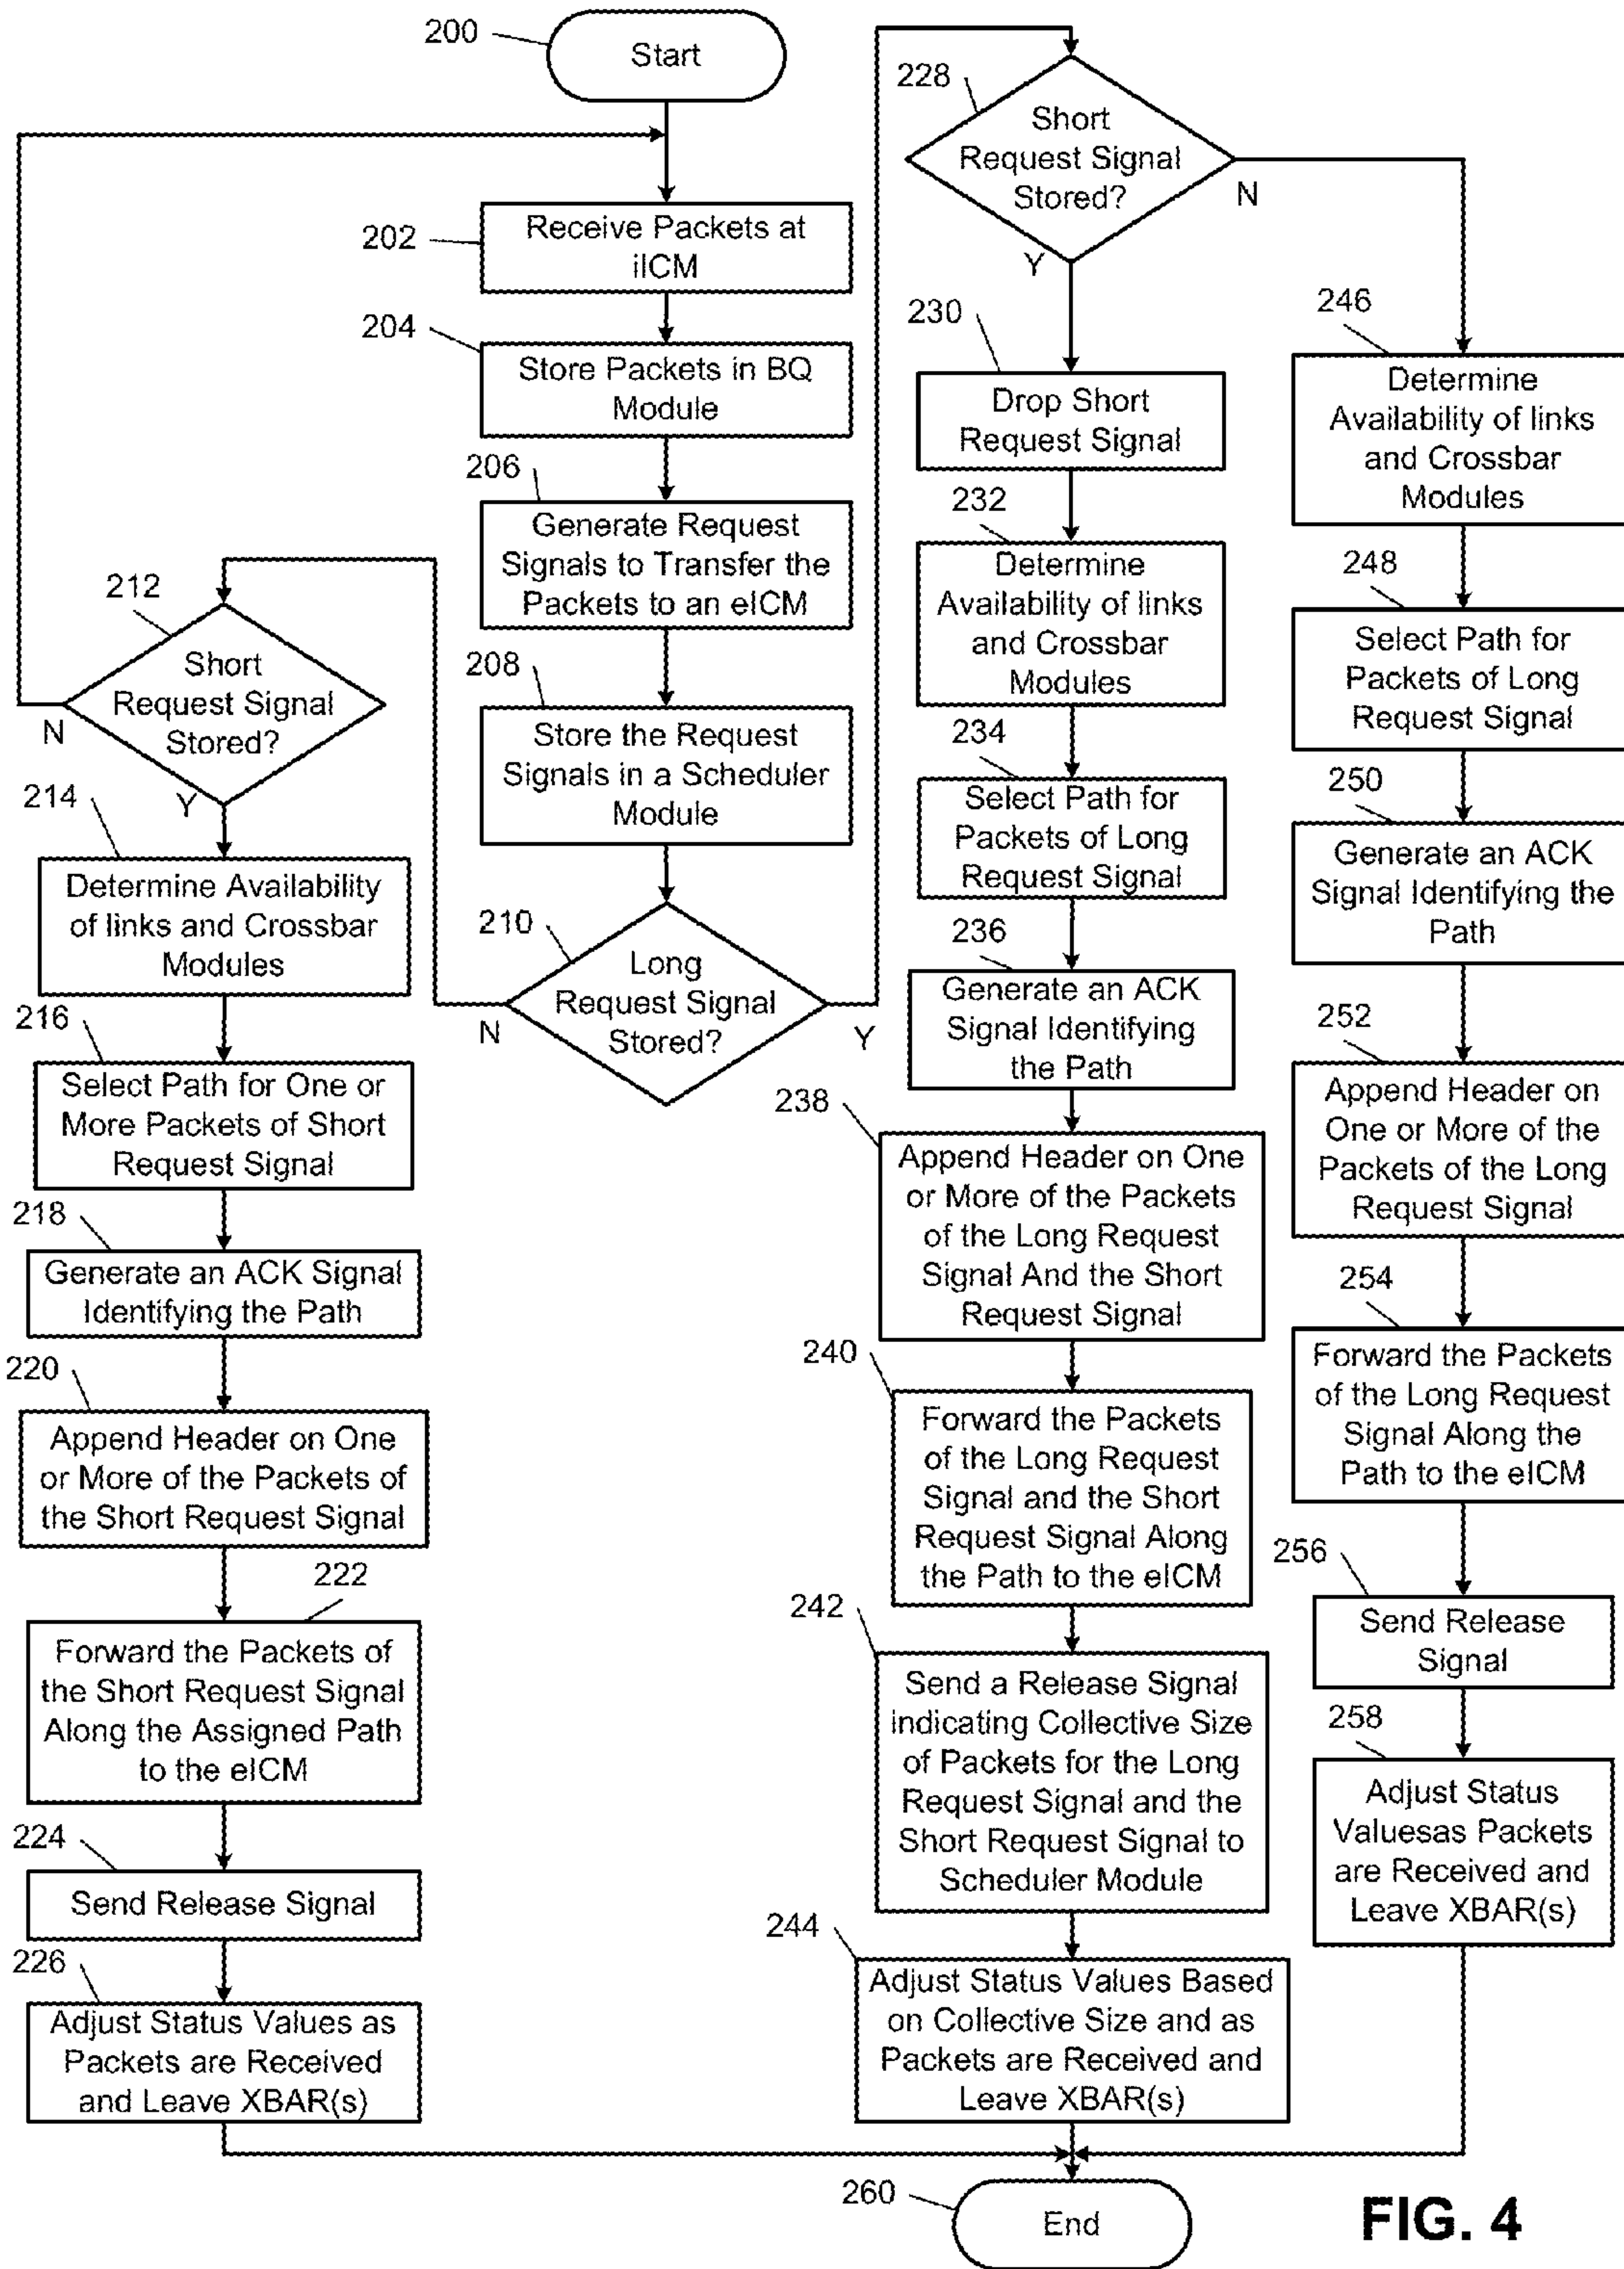 200
Start
202
Receive Packets at
iICM
204
Store Packets in BQ
Module
206
Generate Request
Signals to Transfer the
Packets to an eICM
208
Store the Request
Signals in a Scheduler
Module
210
Long
Request Signal
Stored?
N
Y
212
Short
Request Signal
Stored?
N
Y
214
Determine Availability
of links and Crossbar
Modules
216
Select Path for One or
More Packets of Short
Request Signal
218
Generate an ACK Signal
Identifying the Path
220
Append Header on One
or More of the Packets of
the Short Request Signal
222
Forward the Packets of
the Short Request Signal
Along the Assigned Path
to the eICM
224
Send Release Signal
226
Adjust Status Values as
Packets are Received
and Leave XBAR(s)
228
Short
Request Signal
Stored?
N
Y
230
Drop Short
Request Signal
232
Determine
Availability of links
and Crossbar
Modules
234
Select Path for
Packets of Long
Request Signal
236
Generate an ACK
Signal Identifying
the Path
238
Append Header on One
or More of the Packets
of the Long Request
Signal And the Short
Request Signal
240
Forward the Packets
of the Long Request
Signal and the Short
Request Signal Along
the Path to the eICM
242
Send a Release Signal
indicating Collective Size
of Packets for the Long
Request Signal and the
Short Request Signal to
Scheduler Module
244
Adjust Status Values Based
on Collective Size and as
Packets are Received and
Leave XBAR(s)
246
Determine
Availability of links
and Crossbar
Modules
248
Select Path for
Packets of Long
Request Signal
250
Generate an ACK
Signal Identifying the
Path
252
Append Header on
One or More of the
Packets of the Long
Request Signal
254
Forward the Packets
of the Long Request
Signal Along the
Path to the eICM
256
Send Release
Signal
258
Adjust Status
Valuesas Packets
are Received and
Leave XBAR(s)
260
End
FIG. 4